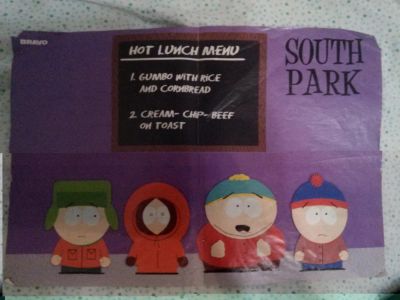 BRAVO
HOT LUNCH MENU
1. GUMBO WITH RICE
AND CORNBREAD
2. CREAM-CHIP-BEEF
ON TOAST
SOUTH
PARK